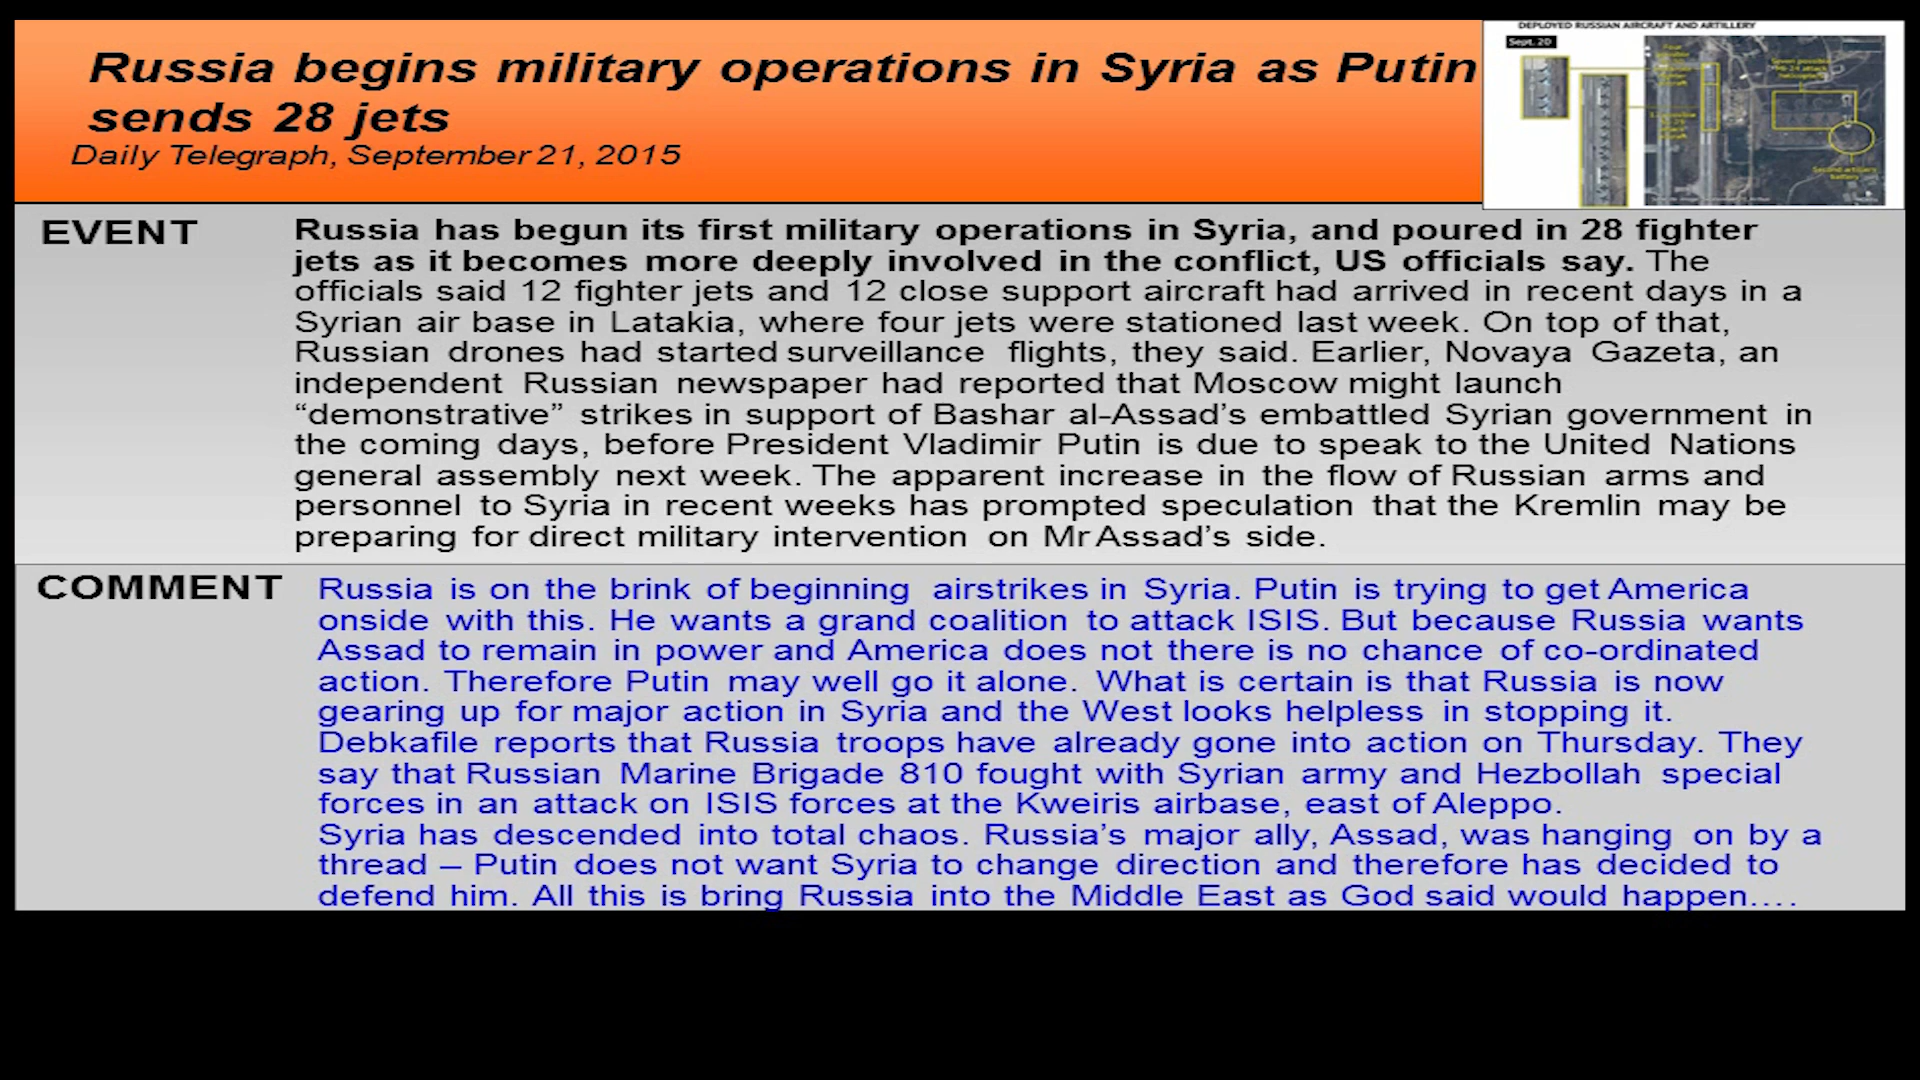 Russia begins military operations in Syria as Putin
sends 28 jets
Daily Telegraph, September 21, 2015
DEPLOYED RUSSIAN AIRCRAFT AND ARTILLERY
Sept. 20
EVENT
Russia has begun its first military operations in Syria, and poured in 28 fighter
jets as it becomes more deeply involved in the conflict, US officials say. The
officials said 12 fighter jets and 12 close support aircraft had arrived in recent days in a
Syrian air base in Latakia, where four jets were stationed last week. On top of that,
Russian drones had started surveillance flights, they said. Earlier, Novaya Gazeta, an
independent Russian newspaper had reported that Moscow might launch
“demonstrative” strikes in support of Bashar al-Assad’s embattled Syrian government in
the coming days, before President Vladimir Putin is due to speak to the United Nations
general assembly next week. The apparent increase in the flow of Russian arms and
personnel to Syria in recent weeks has prompted speculation that the Kremlin may be
preparing for direct military intervention on Mr Assad’s side.
COMMENT
Russia is on the brink of beginning airstrikes in Syria. Putin is trying to get America
onside with this. He wants a grand coalition to attack ISIS. But because Russia wants
Assad to remain in power and America does not there is no chance of co-ordinated
action. Therefore Putin may well go it alone. What is certain is that Russia is now
gearing up for major action in Syria and the West looks helpless in stopping it.
Debkafile reports that Russia troops have already gone into action on Thursday. They
say that Russian Marine Brigade 810 fought with Syrian army and Hezbollah special
forces in an attack on ISIS forces at the Kweiris airbase, east of Aleppo.
Syria has descended into total chaos. Russia’s major ally, Assad, was hanging on by a
thread – Putin does not want Syria to change direction and therefore has decided to
defend him. All this is bring Russia into the Middle East as God said would happen….